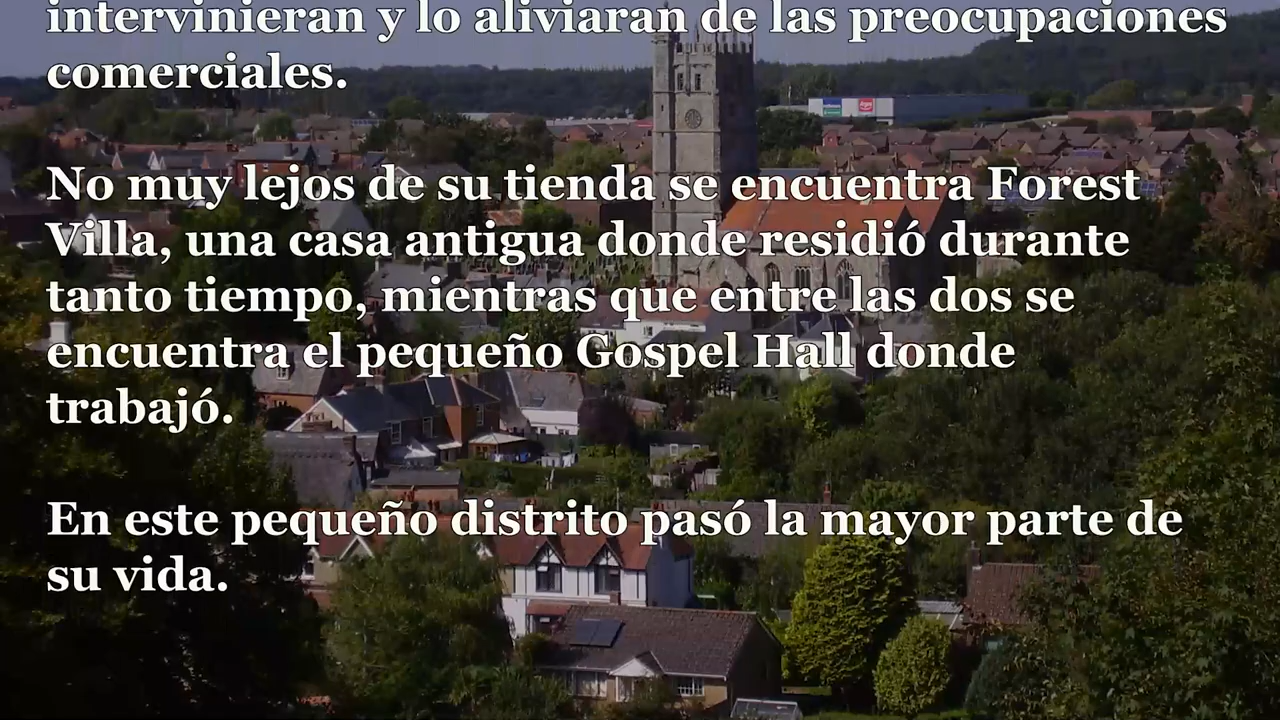 intervinieran y lo aliviaran de las preocupaciones
comerciales.
No muy lejos de su tienda se encuentra Forest
Villa, una casa antigua donde residió durante
tanto tiempo, mientras que entre las dos se
encuentra el pequeño Gospel Hall donde
trabajó.
En este pequeño distrito pasó la mayor parte de
su vida.